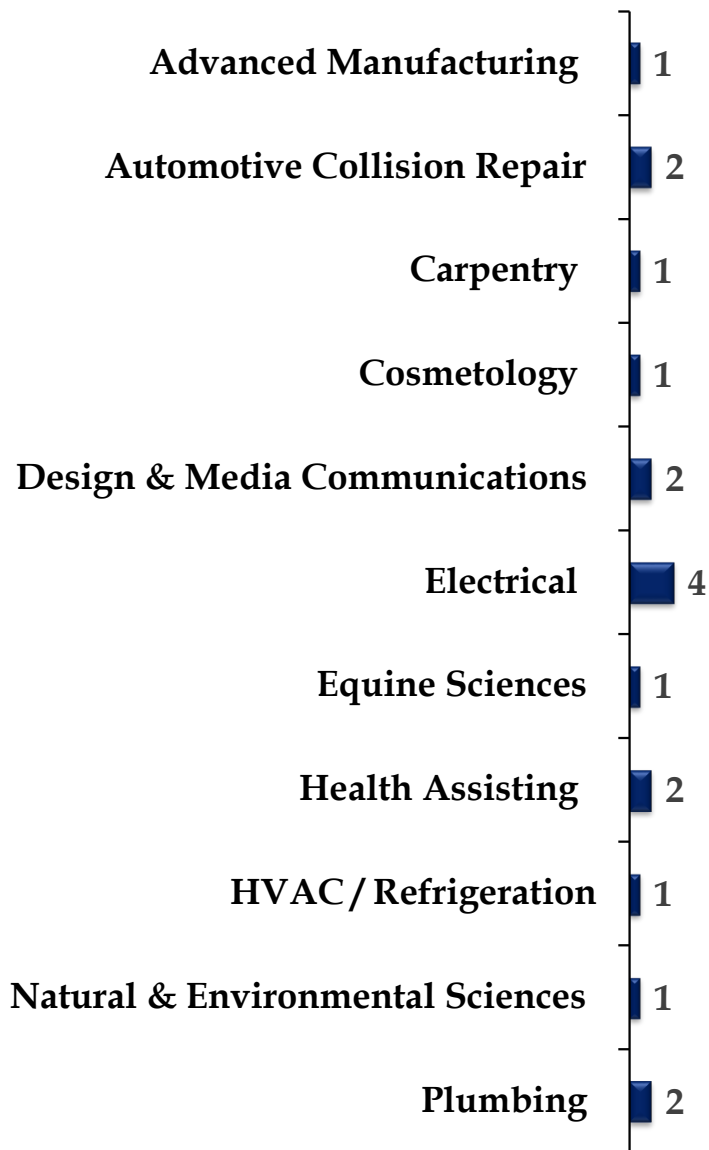 Advanced Manufacturing 1
Automotive Collision Repair 2
Carpentry 1
Cosmetology 1
Design & Media Communications 2
Electrical 4
Equine Sciences 1
Health Assisting 2
HVAC / Refrigeration 1
Natural & Environmental Sciences 1
Plumbing 2